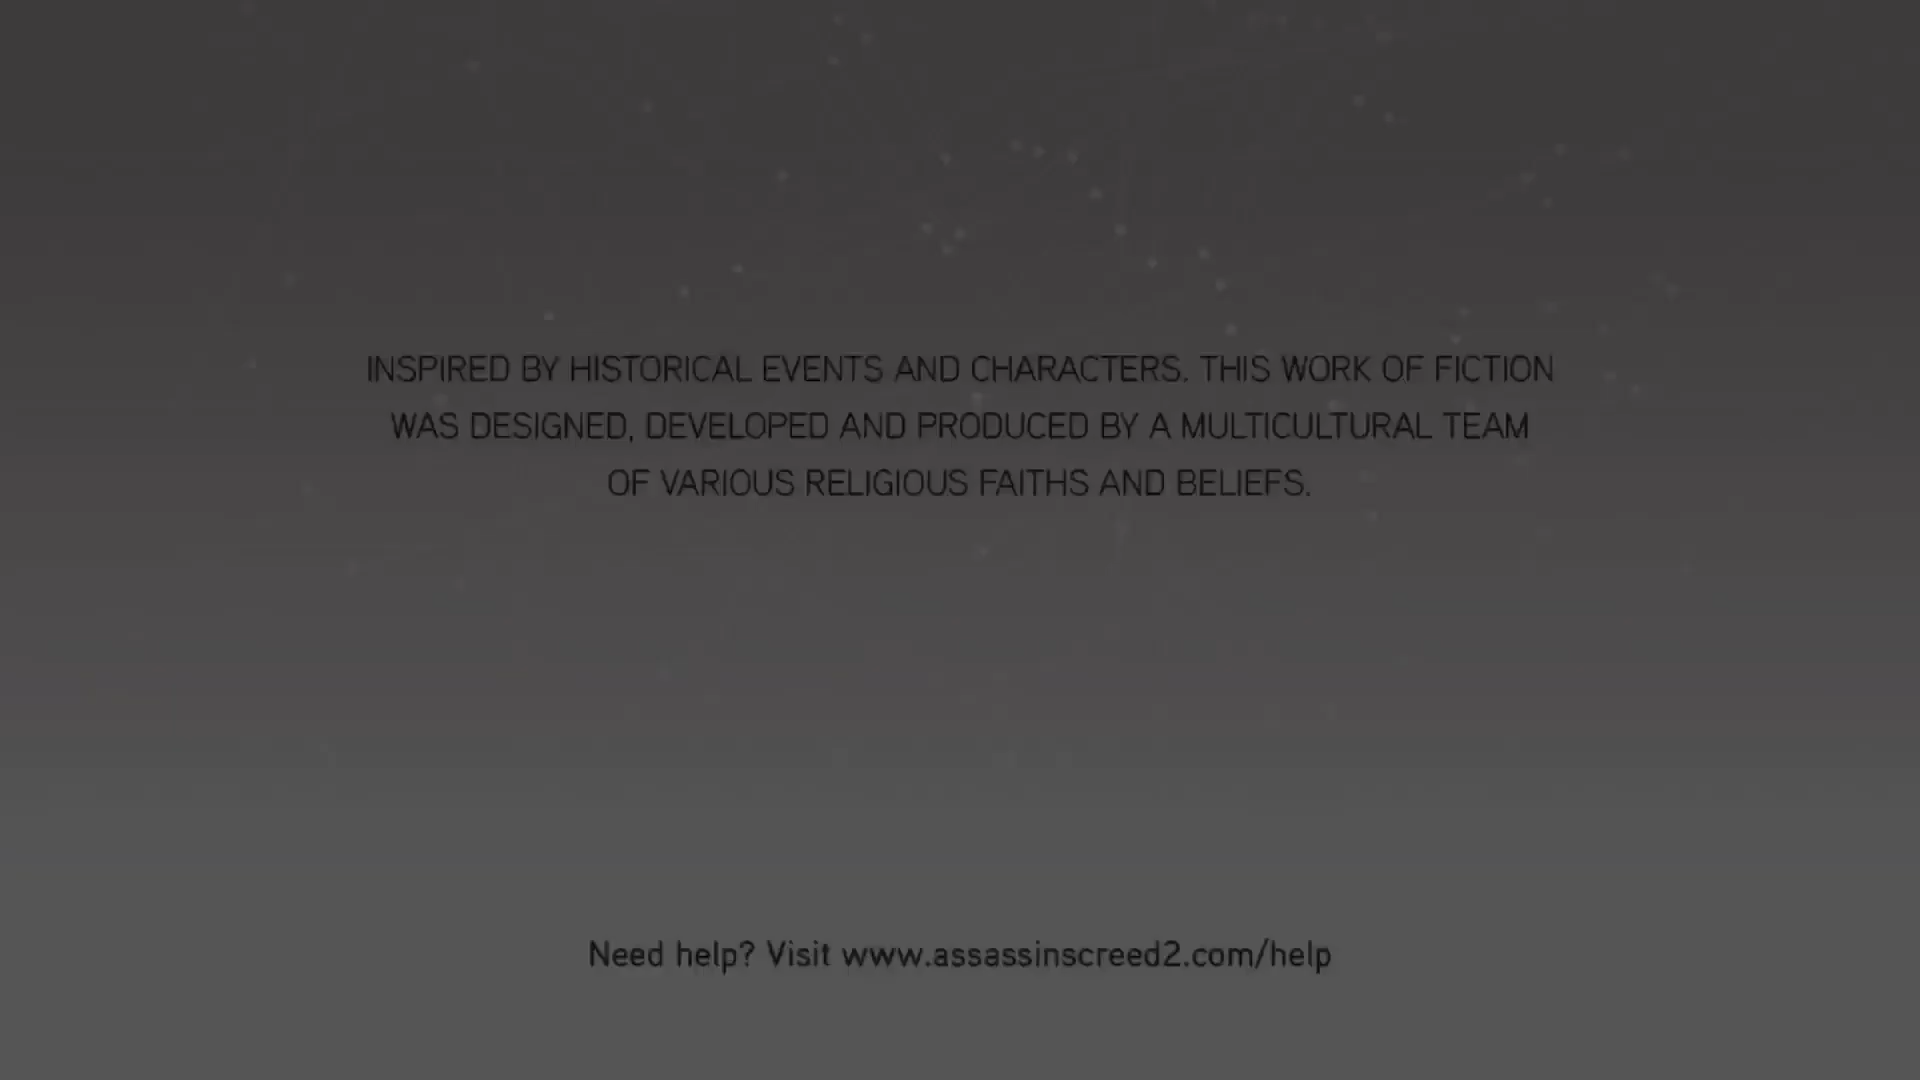 INSPIRED BY HISTORICAL EVENTS AND CHARACTERS. THIS WORK OF FICTION
WAS DESIGNED, DEVELOPED AND PRODUCED BY A MULTICULTURAL TEAM
OF VARIOUS RELIGIOUS FAITHS AND BELIEFS.
Need help? Visit www.assassinscreed2.com/help